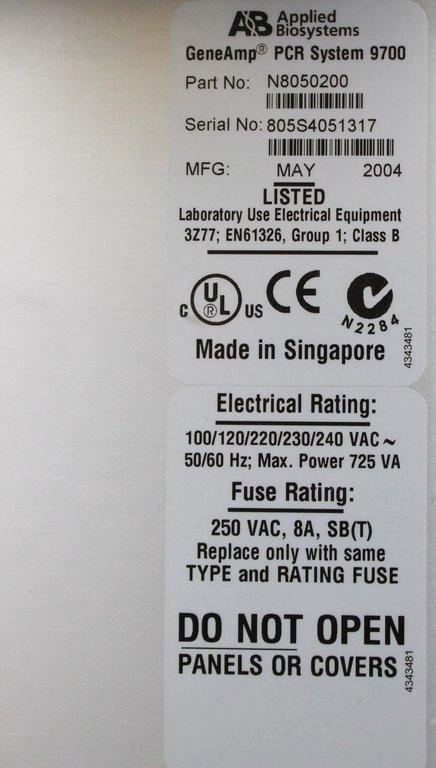 AB Applied
Biosystems
GeneAmp® PCR System 9700
Part No: N8050200
Serial No: 805S4051317
MFG: MAY 2004
LISTED
Laboratory Use Electrical Equipment
3Z77; EN61326, Group 1; Class B
C UL ® US CE
N2284
Made in Singapore
4343481
Electrical Rating:
100/120/220/230/240 VAC ~
50/60 Hz; Max. Power 725 VA
Fuse Rating:
250 VAC, 8A, SB(T)
Replace only with same
TYPE and RATING FUSE
DO NOT OPEN
PANELS OR COVERS
4343481